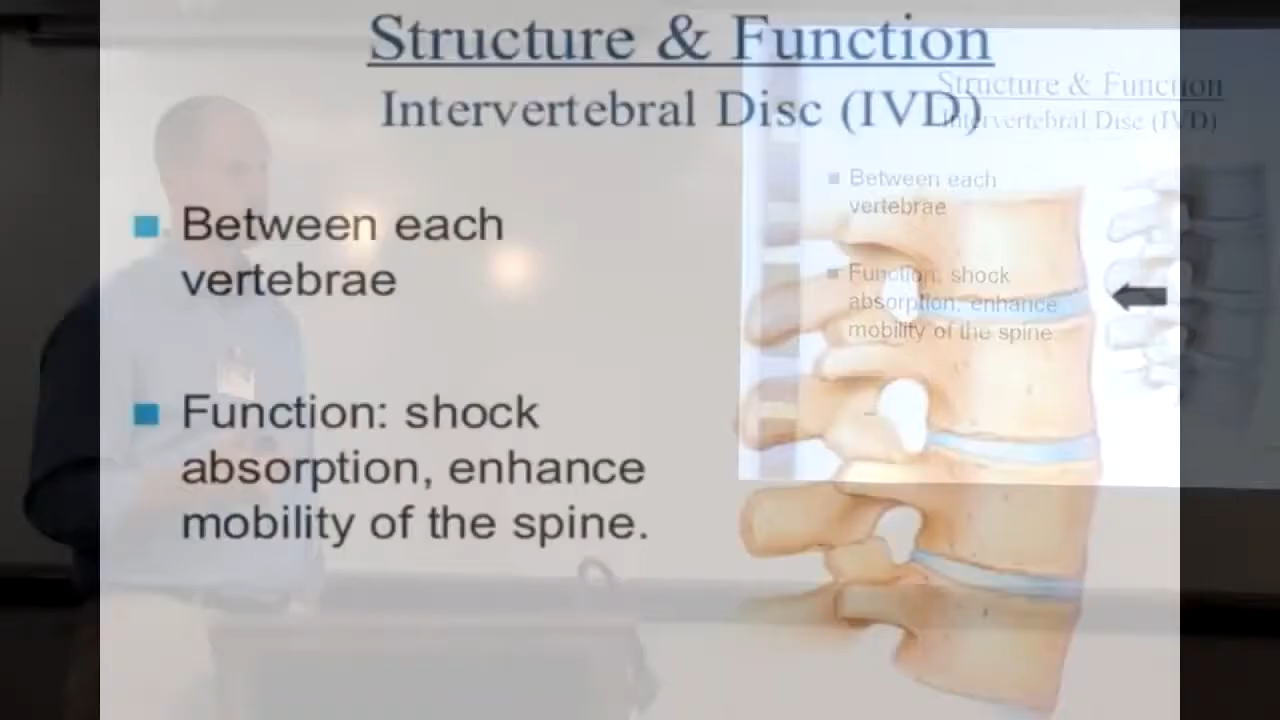 Structure & Function
Intervertebral Disc (IVD)
Between each
vertebrae
Function: shock
absorption, enhance
mobility of the spine.
Structure & Function
Intervertebral Disc (IVD)
Between each
vertebrae
Function: shock
absorption, enhance
mobility of the spine